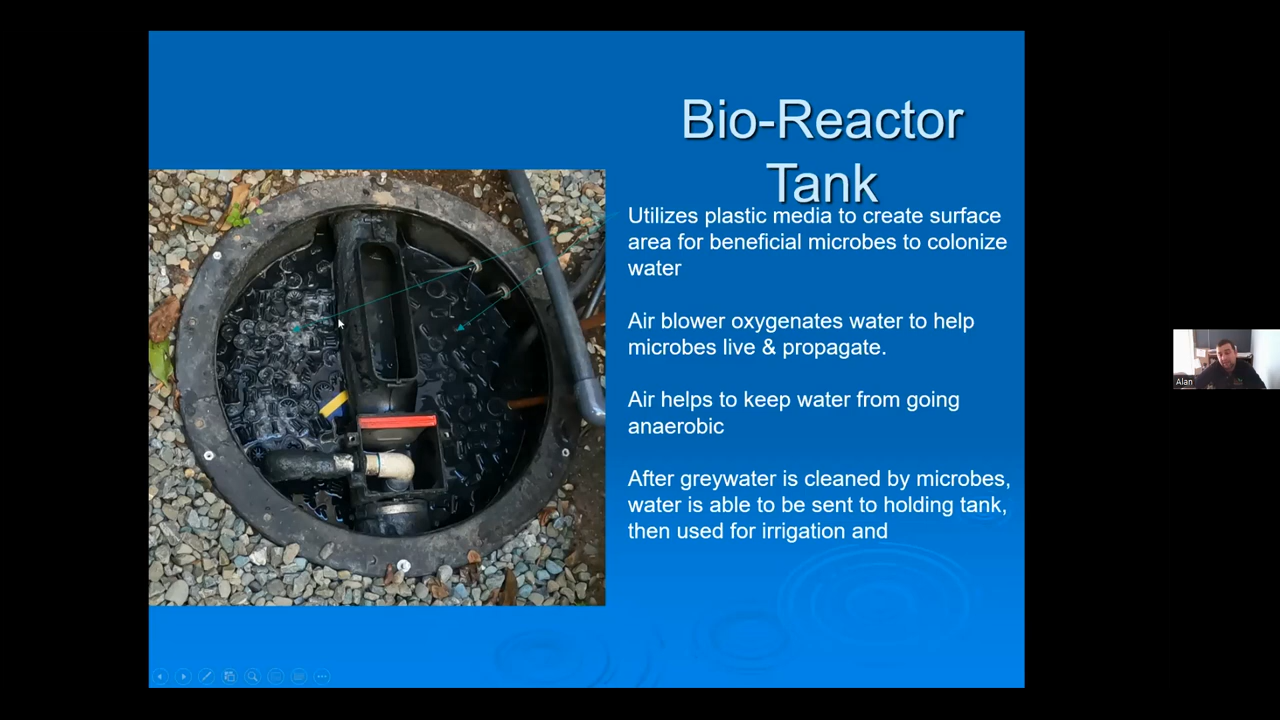 Bio-Reactor
Tank
Utilizes plastic media to create surface
area for beneficial microbes to colonize
water
Air blower oxygenates water to help
microbes live & propagate.
Air helps to keep water from going
anaerobic
After greywater is cleaned by microbes,
water is able to be sent to holding tank,
then used for irrigation and
Alan